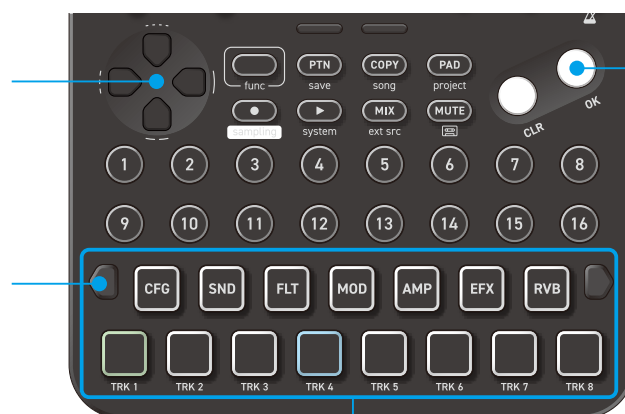 PTN COPY PAD
func save song project
MIX MUTE
sampling system ext src
CLR OK
1 2 3 4 5 6 7 8
9 10 11 12 13 14 15 16
CFG SND FLT MOD AMP EFX RVB
TRK 1 TRK 2 TRK 3 TRK 4 TRK 5 TRK 6 TRK 7 TRK 8